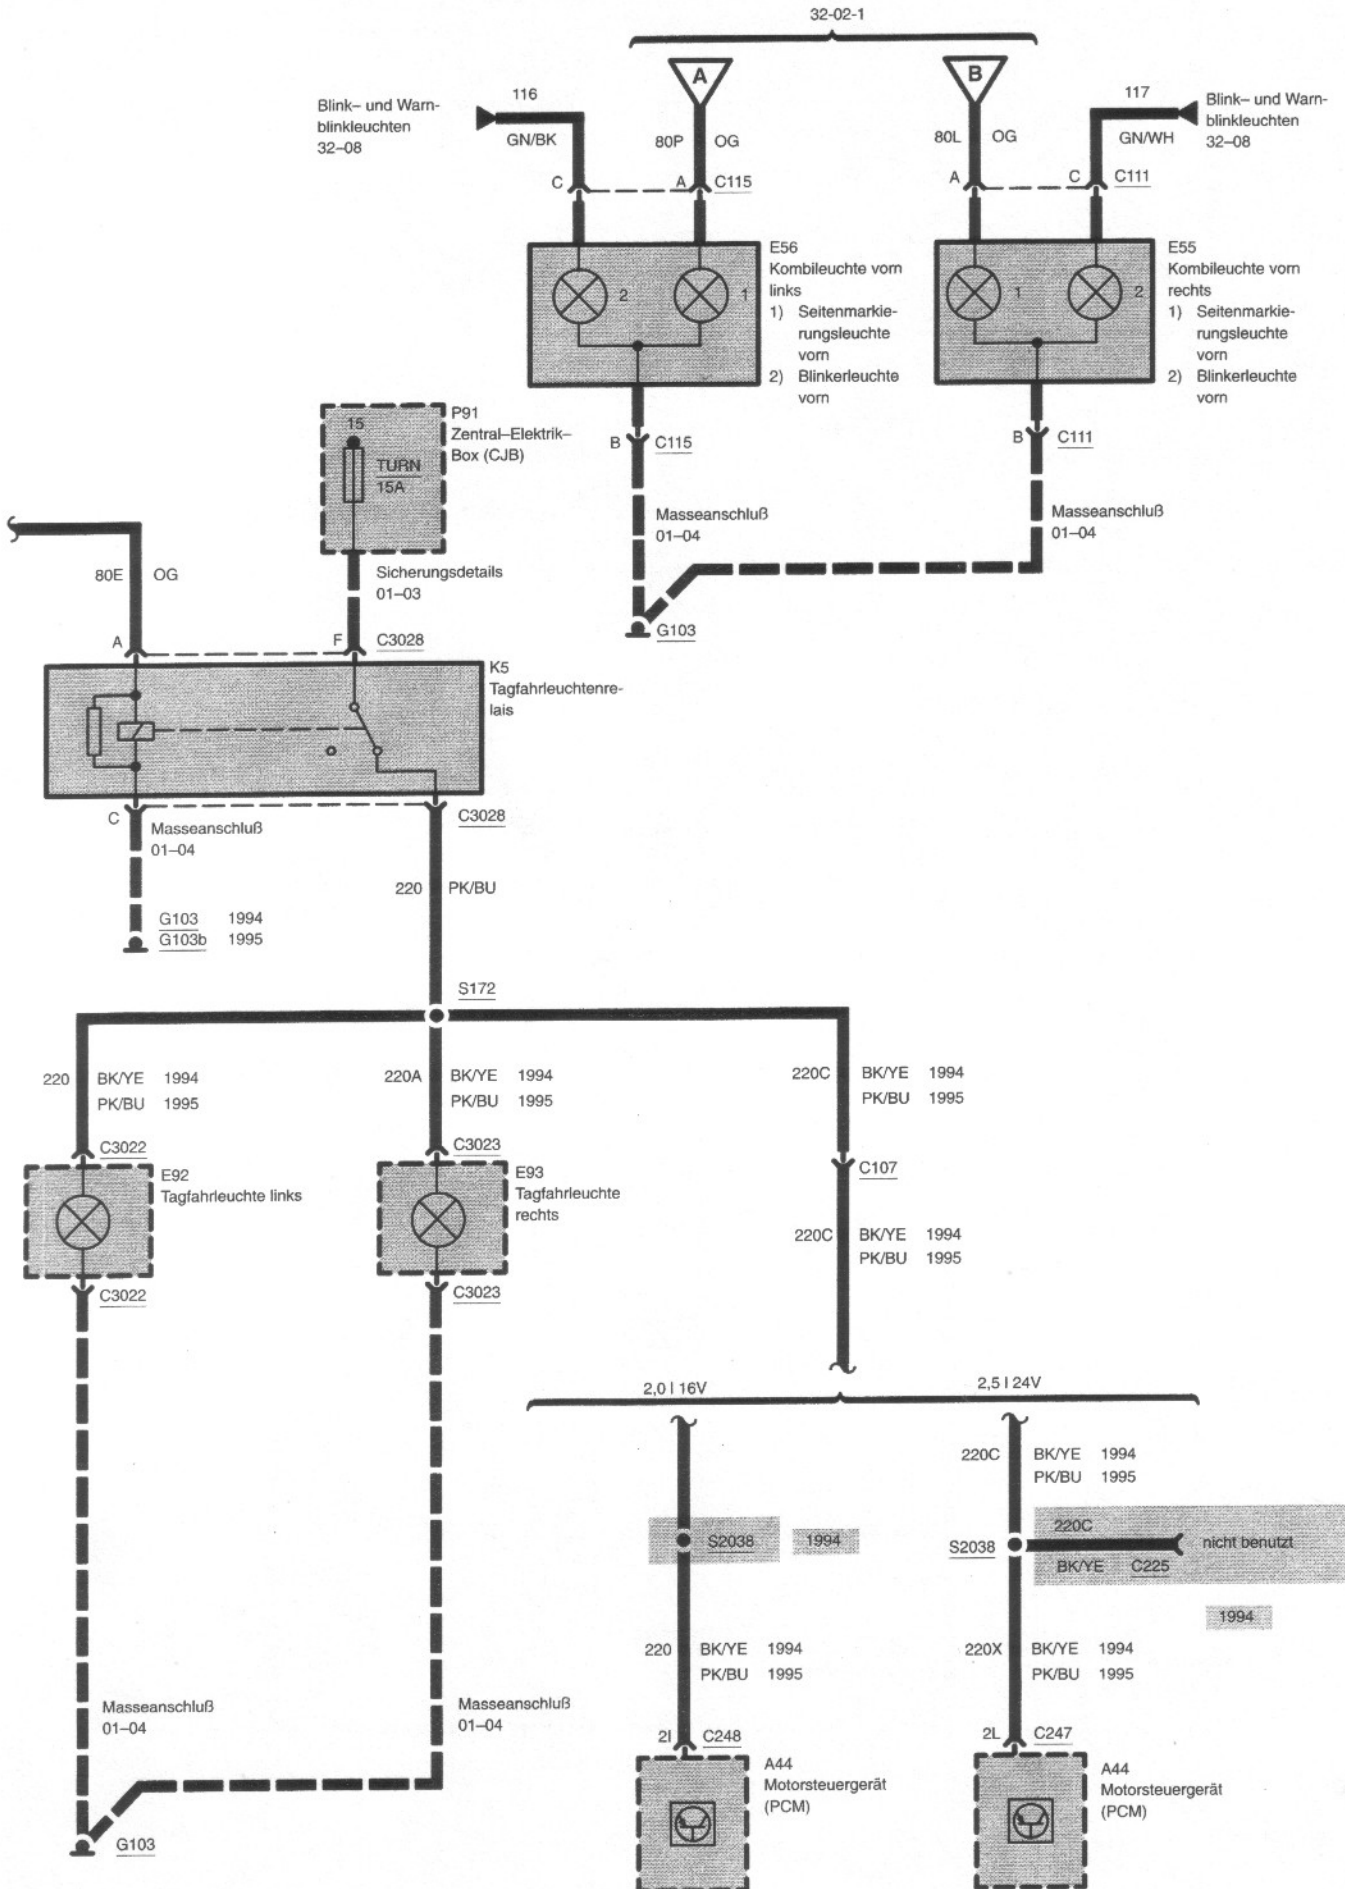 32-02-1
A
B
Blink- und Warn-
blinkleuchten
32-08
116
GN/BK
80P
OG
80L
OG
117
GN/WH
Blink- und Warn-
blinkleuchten
32-08
C
A
C115
A
C
C111
2
1
E56
Kombileuchte vorn
links
1) Seitenmarkie-
rungsleuchte
vorn
2) Blinkerleuchte
vorn
1
2
E55
Kombileuchte vorn
rechts
1) Seitenmarkie-
rungsleuchte
vorn
2) Blinkerleuchte
vorn
B
C115
B
C111
Masseanschluß
01-04
Masseanschluß
01-04
G103
15
TURN
15A
P91
Zentral-Elektrik-
Box (CJB)
80E
OG
Sicherungsdetails
01-03
A
F
C3028
K5
Tagfahrleuchtenre-
lais
C
C3028
Masseanschluß
01-04
G103 1994
G103b 1995
220
PK/BU
S172
220
BK/YE 1994
PK/BU 1995
220A
BK/YE 1994
PK/BU 1995
220C
BK/YE 1994
PK/BU 1995
C3022
E92
Tagfahrleuchte links
C3022
C3023
E93
Tagfahrleuchte
rechts
C3023
C107
220C
BK/YE 1994
PK/BU 1995
2,0 l 16V
2,5 l 24V
220C
BK/YE 1994
PK/BU 1995
S2038
1994
S2038
220C
BK/YE C225
nicht benutzt
1994
220
BK/YE 1994
PK/BU 1995
220X
BK/YE 1994
PK/BU 1995
Masseanschluß
01-04
Masseanschluß
01-04
G103
2I
C248
A44
Motorsteuergerät
(PCM)
2L
C247
A44
Motorsteuergerät
(PCM)